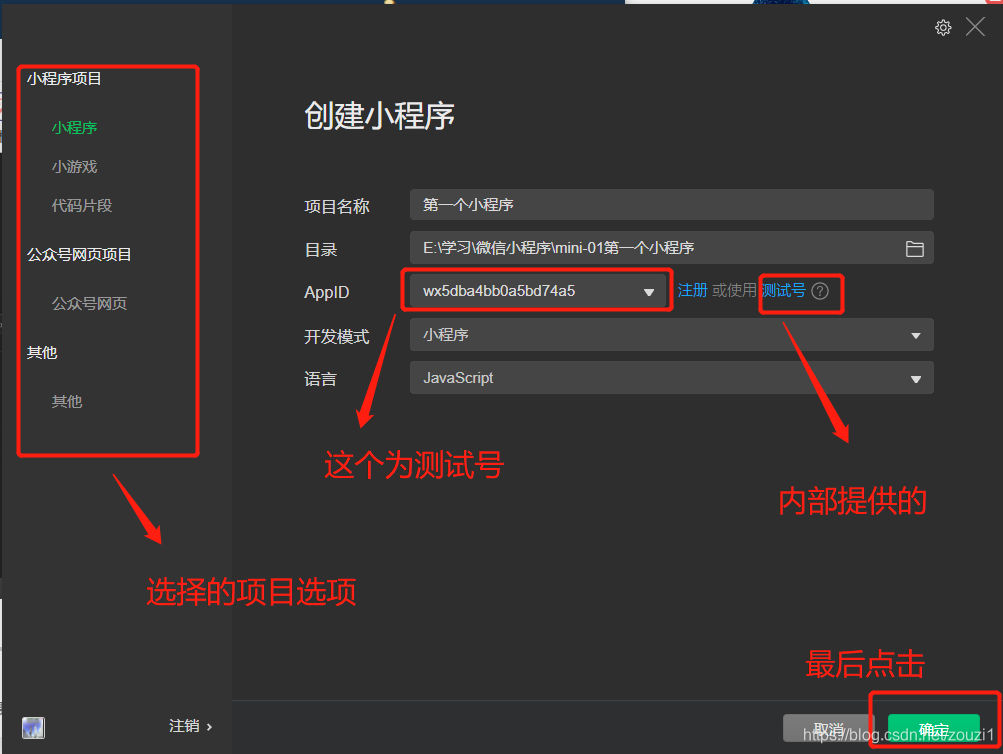 小程序项目
小程序
小游戏
代码片段
公众号网页项目
公众号网页
其他
其他
注销 >
创建小程序
项目名称 第一个小程序
目录 E:\学习\微信小程序\mini-01第一个小程序
AppID wx5dba4bb0a5bd74a5 注册 或使用 测试号 ?
开发模式 小程序
语言 JavaScript
这个为测试号
内部提供的
选择的项目选项
最后点击
取消 确定
https://blog.csdn.net/zouzi1